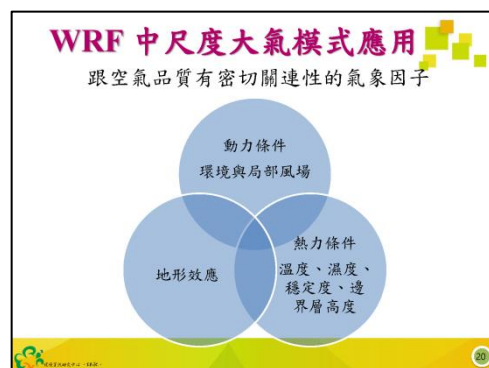 WRF 中尺度大氣模式應用
跟空氣品質有密切關連性的氣象因子
動力條件
環境與局部風場
地形效應
熱力條件
溫度、濕度、
穩定度、邊
界層高度
20